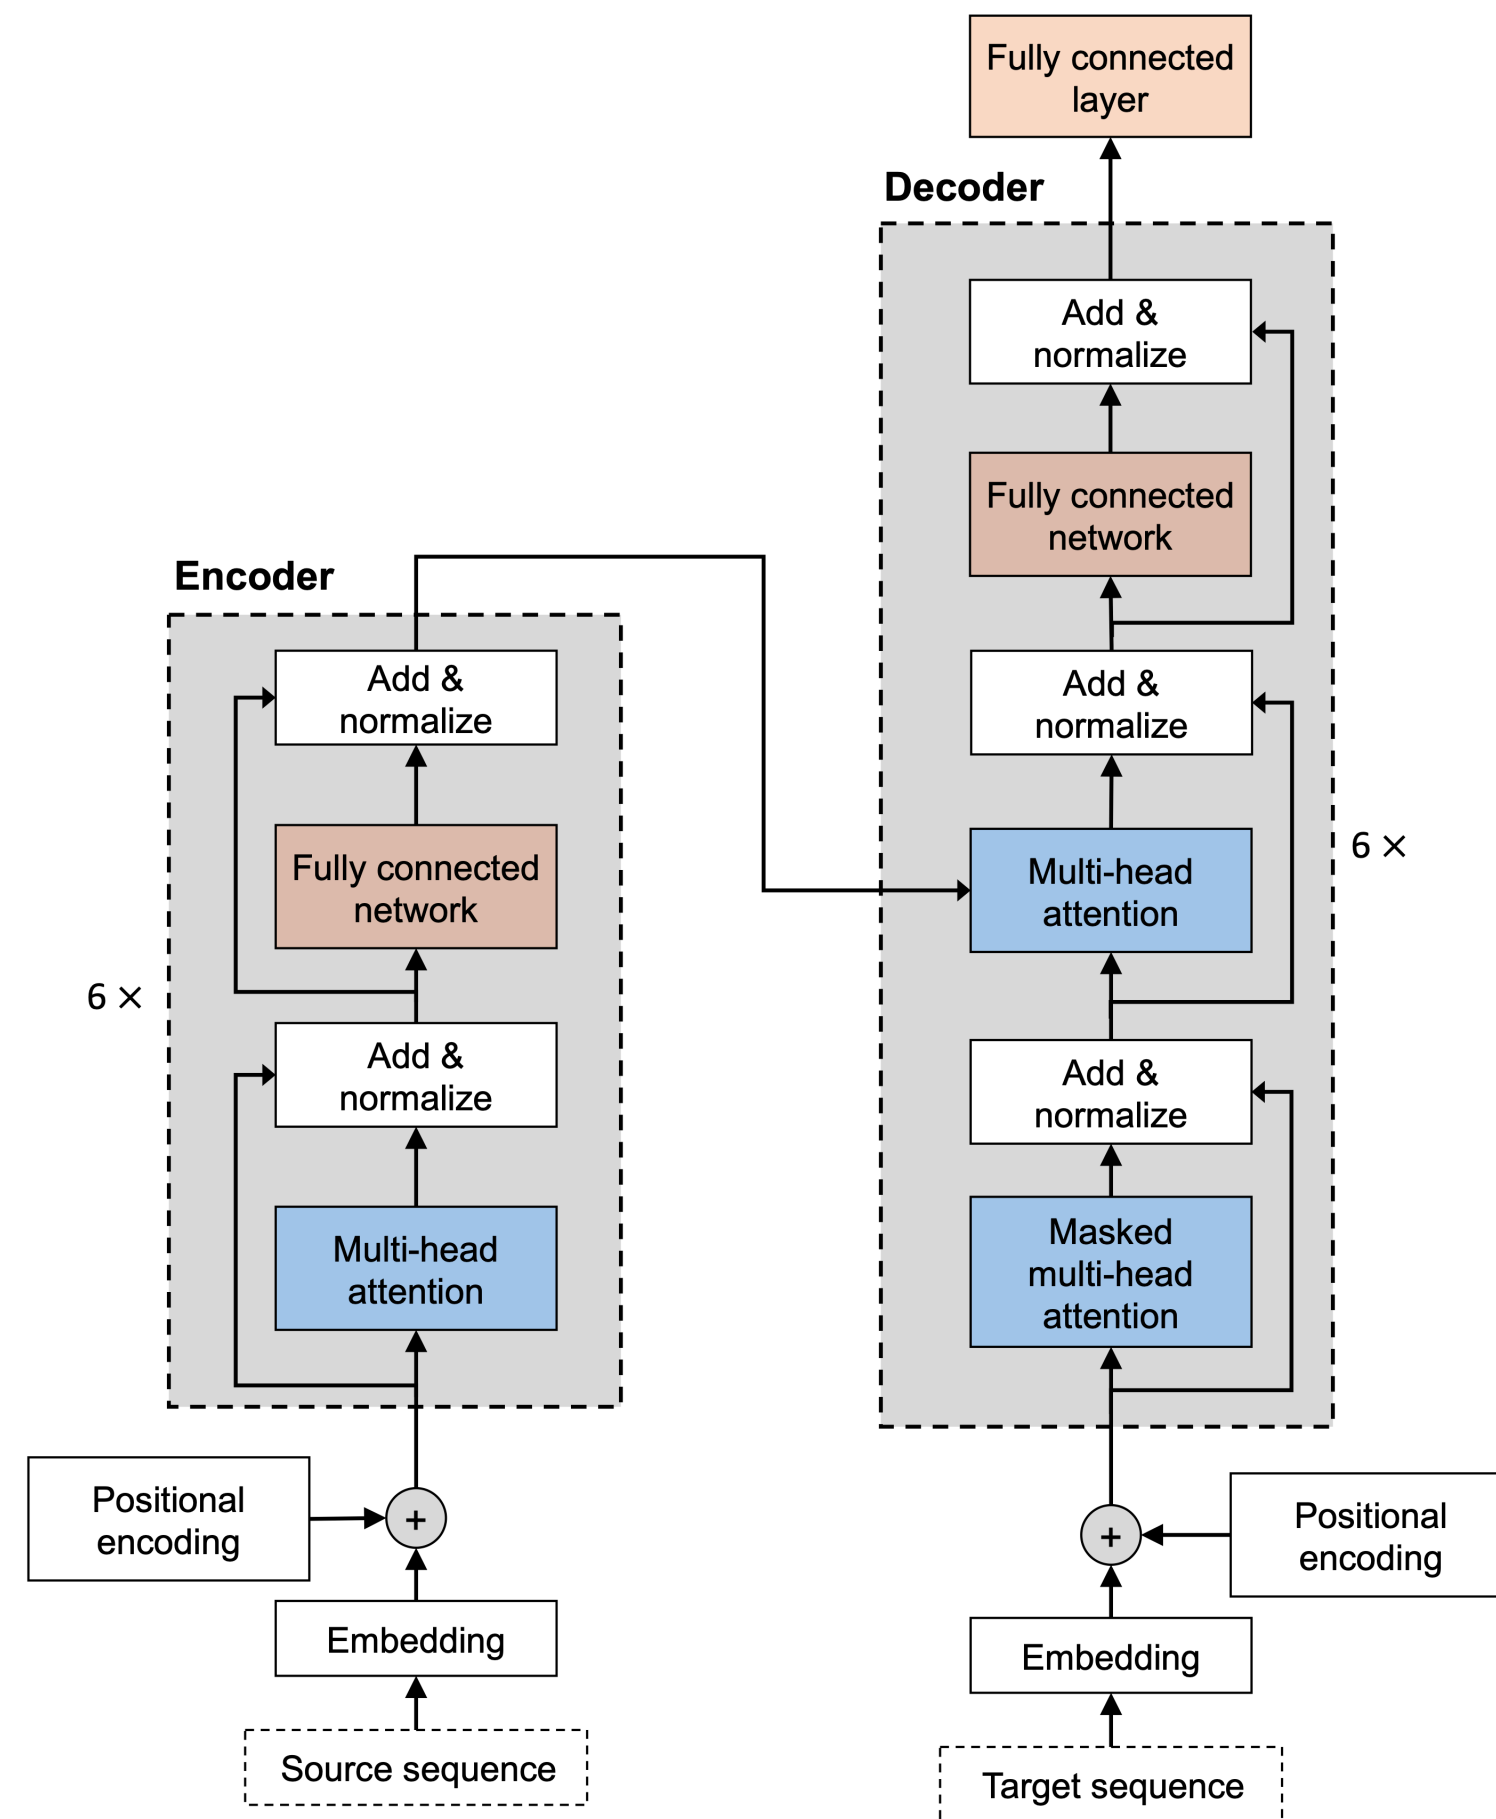 Fully connected
layer
Decoder
Add &
normalize
Fully connected
network
Add &
normalize
Multi-head
attention
6 ×
Add &
normalize
Masked
multi-head
attention
Positional
encoding
+
Embedding
Target sequence
Encoder
Add &
normalize
Fully connected
network
6 ×
Add &
normalize
Multi-head
attention
Positional
encoding
+
Embedding
Source sequence